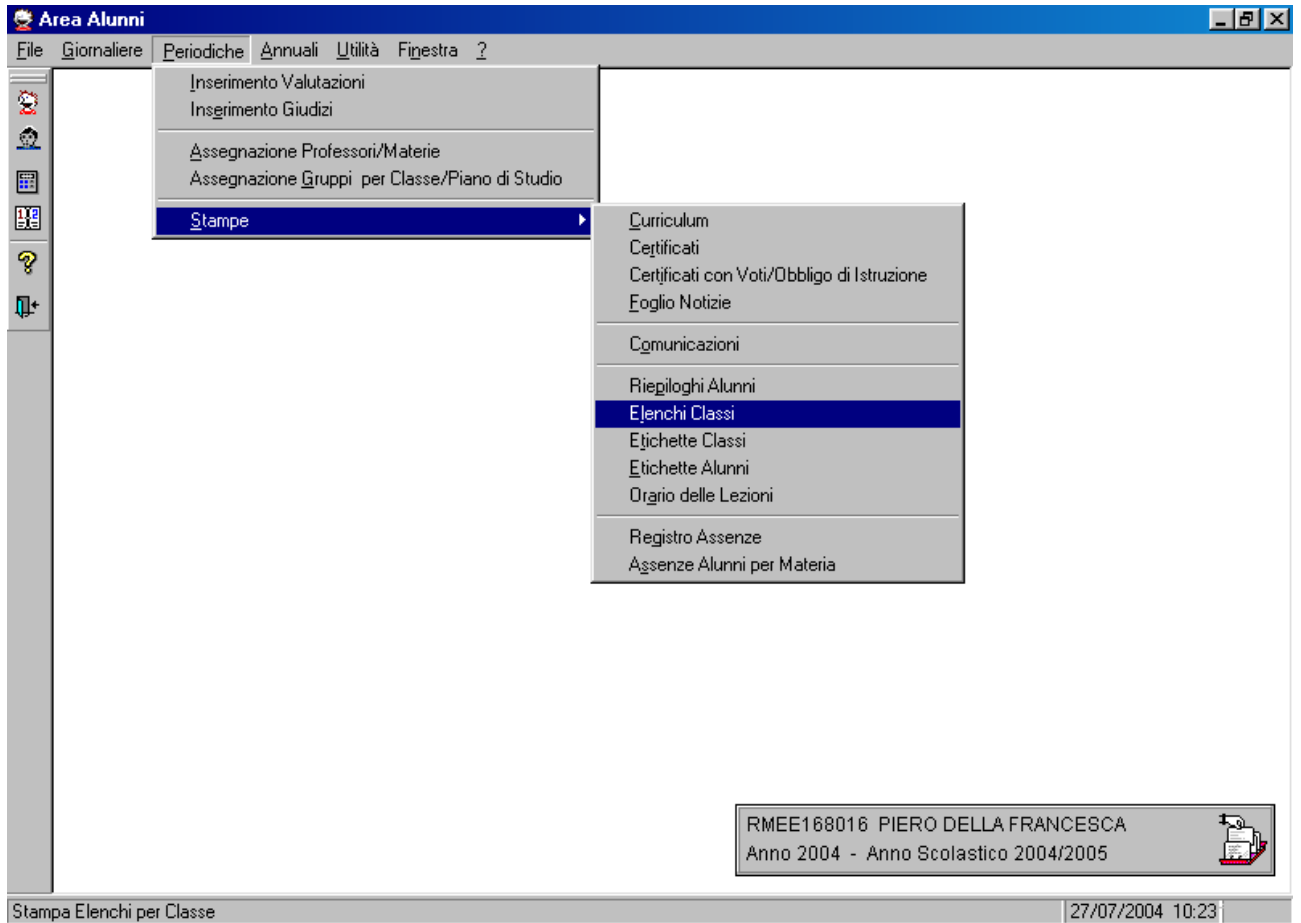 Area Alunni
File Giornaliere Periodiche Annuali Utilità Finestra ?
Inserimento Valutazioni
Inserimento Giudizi
Assegnazione Professori/Materie
Assegnazione Gruppi per Classe/Piano di Studio
Stampe
Curriculum
Certificati
Certificati con Voti/Obbligo di Istruzione
Foglio Notizie
Comunicazioni
Riepiloghi Alunni
Elenchi Classi
Etichette Classi
Etichette Alunni
Orario delle Lezioni
Registro Assenze
Assenze Alunni per Materia
RMEE168016 PIERO DELLA FRANCESCA
Anno 2004 - Anno Scolastico 2004/2005
Stampa Elenchi per Classe 27/07/2004 10:23